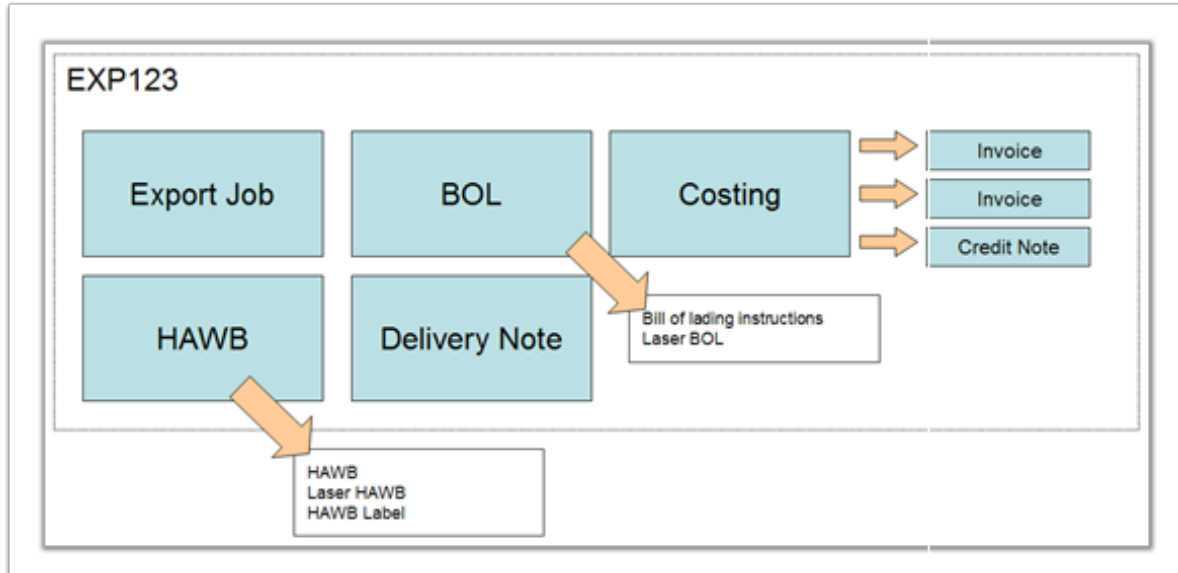 EXP123
Export Job
BOL
Costing
Invoice
Invoice
Credit Note
HAWB
Delivery Note
Bill of lading instructions
Laser BOL
HAWB
Laser HAWB
HAWB Label